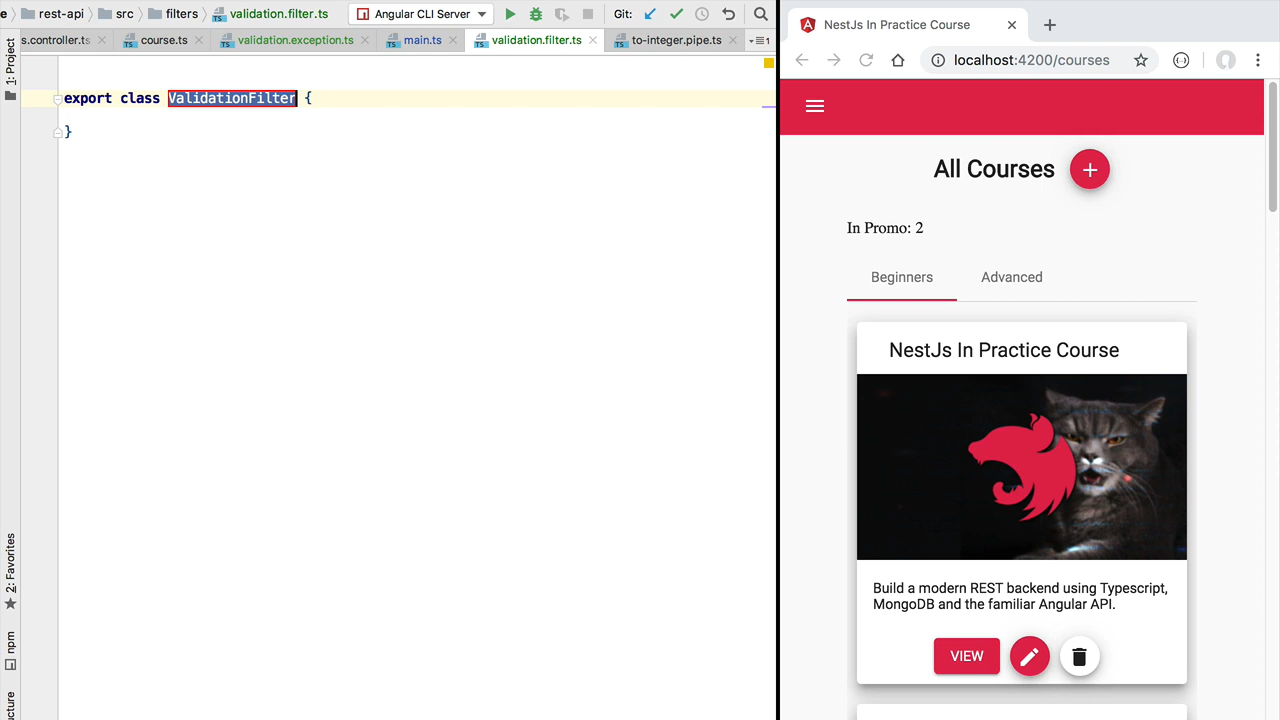 e rest-api src filters validation.filter.ts Angular CLI Server Git:
s.controller.ts course.ts validation.exception.ts main.ts validation.filter.ts to-integer.pipe.ts 1
1: Project
export class ValidationFilter {
}
2: Favorites
npm
ucture
NestJs In Practice Course
localhost:4200/courses
All Courses
In Promo: 2
Beginners Advanced
NestJs In Practice Course
Build a modern REST backend using Typescript,
MongoDB and the familiar Angular API.
VIEW